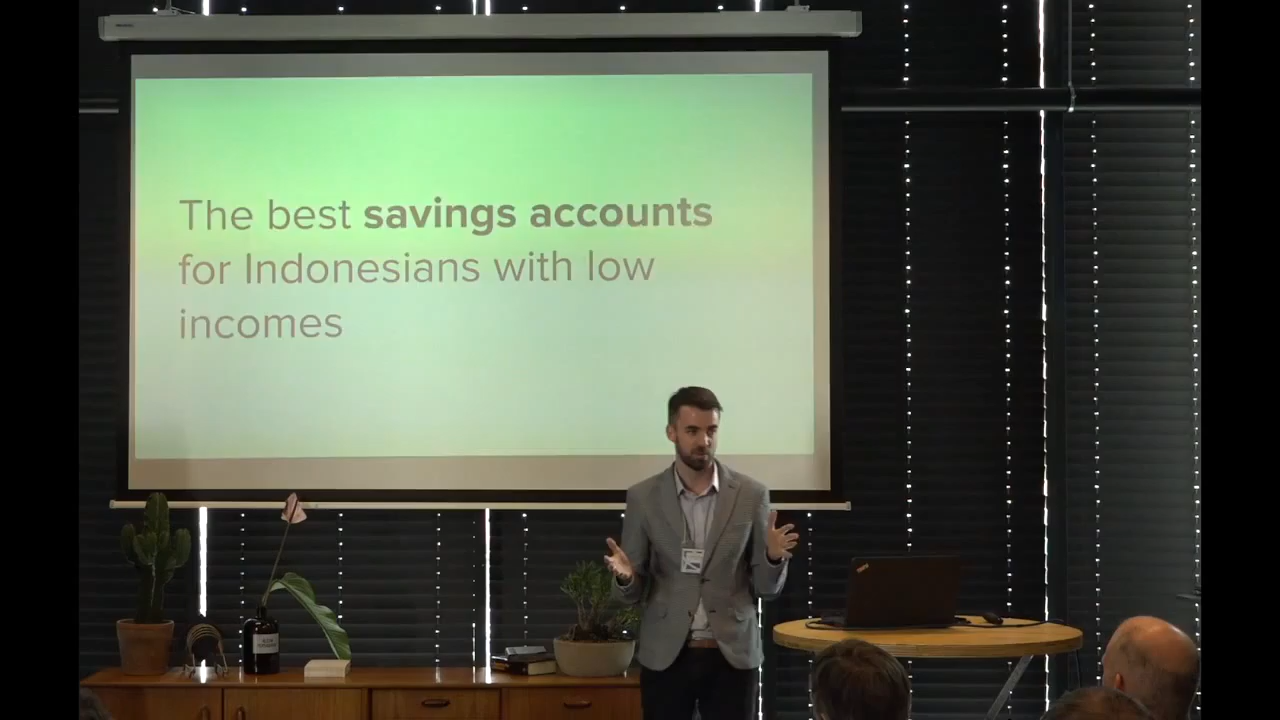 The best savings accounts
for Indonesians with low
incomes